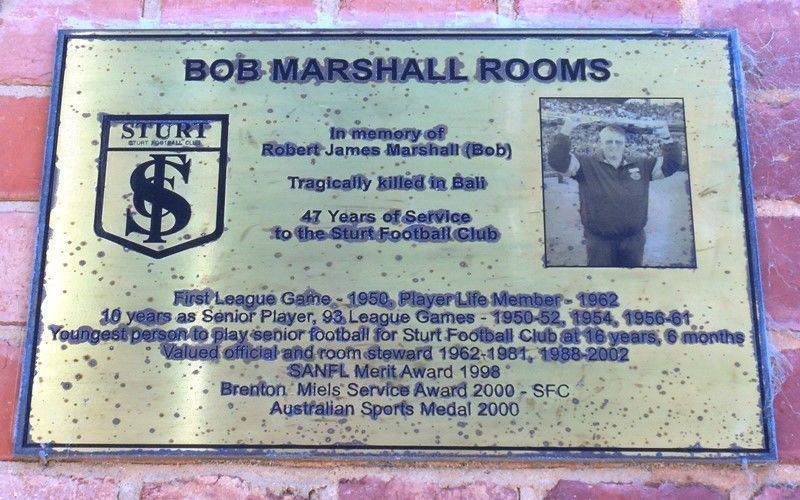 BOB MARSHALL ROOMS
STURT
STURT FOOTBALL CLUB
SFC
In memory of
Robert James Marshall (Bob)
Tragically killed in Bali
47 Years of Service
to the Sturt Football Club
First League Game - 1950, Player Life Member - 1962
10 years as Senior Player, 93 League Games - 1950-52, 1954, 1956-61
Youngest person to play senior football for Sturt Football Club at 16 years, 6 months
Valued official and room steward 1962-1981, 1988-2002
SANFL Merit Award 1998
Brenton Miels Service Award 2000 - SFC
Australian Sports Medal 2000